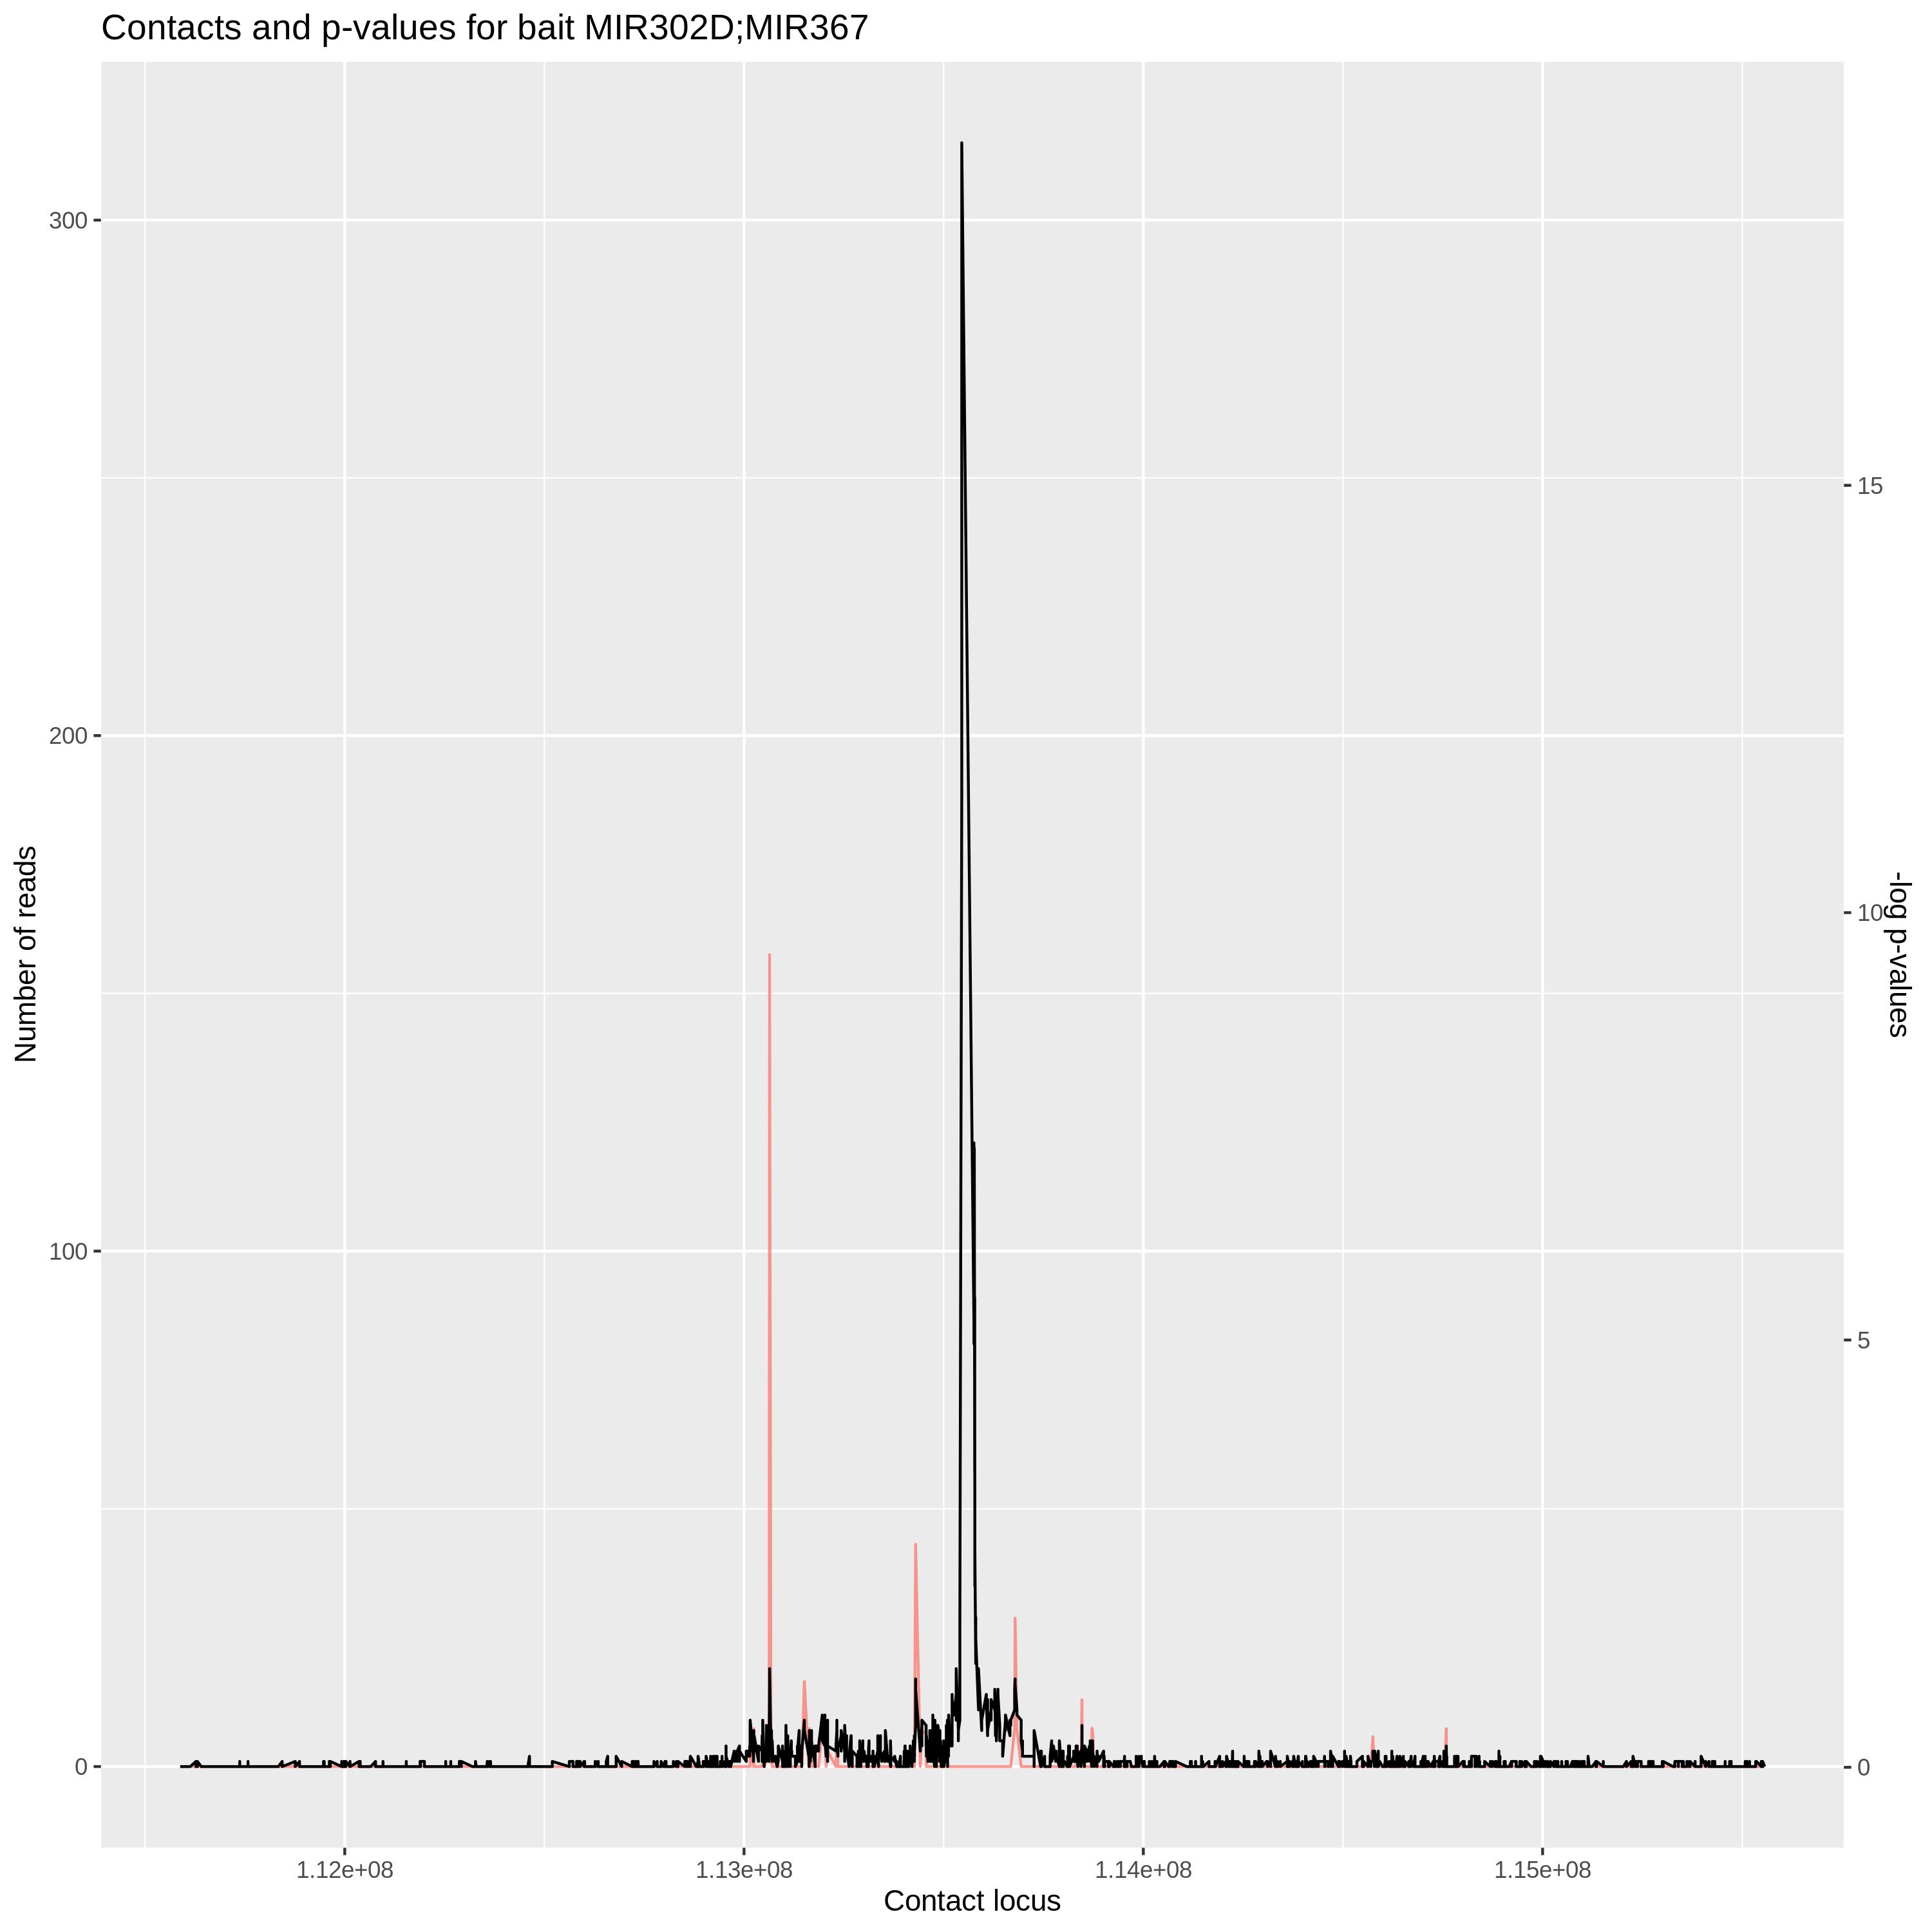 Contacts and p-values for bait MIR302D;MIR367
300
200
100
0
Number of reads
15
10
5
0
-log p-values
1.12e+08
1.13e+08
1.14e+08
1.15e+08
Contact locus